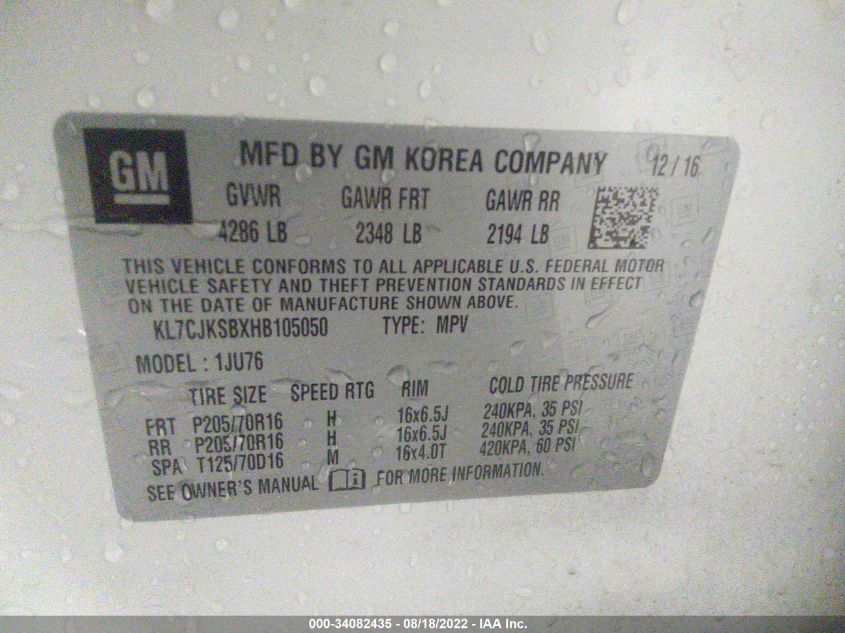 GM
MFD BY GM KOREA COMPANY 12/16
GVWR GAWR FRT GAWR RR
4286 LB 2348 LB 2194 LB
THIS VEHICLE CONFORMS TO ALL APPLICABLE U.S. FEDERAL MOTOR
VEHICLE SAFETY AND THEFT PREVENTION STANDARDS IN EFFECT
ON THE DATE OF MANUFACTURE SHOWN ABOVE.
KL7CJKSBXHB105050 TYPE: MPV
MODEL : 1JU76
TIRE SIZE SPEED RTG RIM COLD TIRE PRESSURE
FRT P205/70R16 H 16x6.5J 240KPA, 35 PSI
RR P205/70R16 H 16x6.5J 240KPA, 35 PSI
SPA T125/70D16 M 16x4.0T 420KPA, 60 PSI
SEE OWNER'S MANUAL FOR MORE INFORMATION.
000-34082435 - 08/18/2022 - IAA Inc.